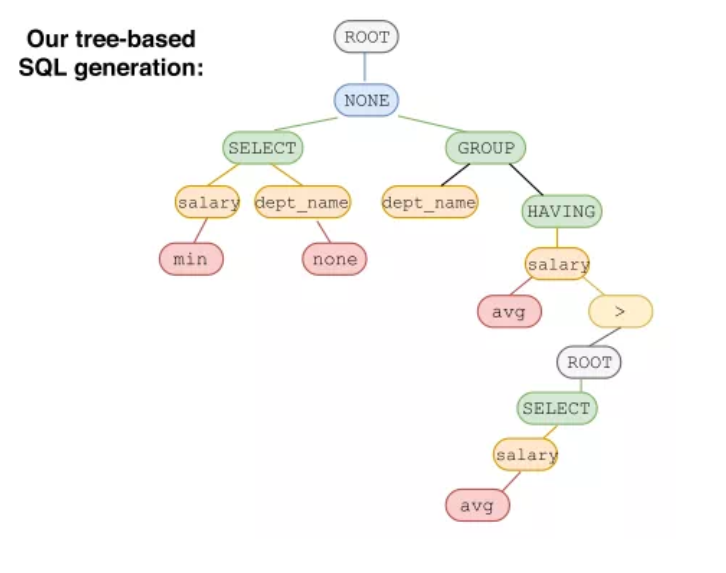 Our tree-based
SQL generation:
ROOT
NONE
SELECT
GROUP
salary
dept_name
dept_name
HAVING
min
none
salary
avg
>
ROOT
SELECT
salary
avg